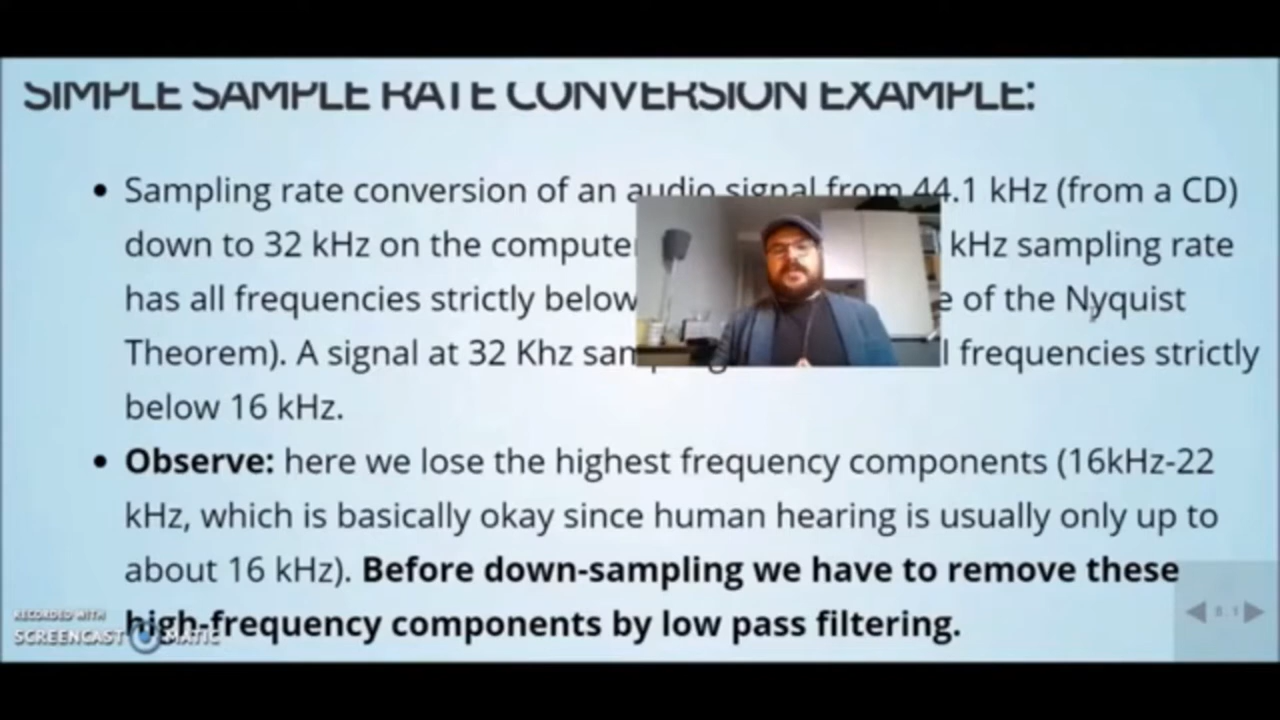 SIMPLE SAMPLE RATE CONVERSION EXAMPLE:
Sampling rate conversion of an audio signal from 44.1 kHz (from a CD)
down to 32 kHz on the compute kHz sampling rate
has all frequencies strictly below of the Nyquist
Theorem). A signal at 32 Khz frequencies strictly
below 16 kHz.
Observe: here we lose the highest frequency components (16kHz-22
kHz, which is basically okay since human hearing is usually only up to
about 16 kHz). Before down-sampling we have to remove these
high-frequency components by low pass filtering.
RECORDED WITH
SCREENCAST MATIC